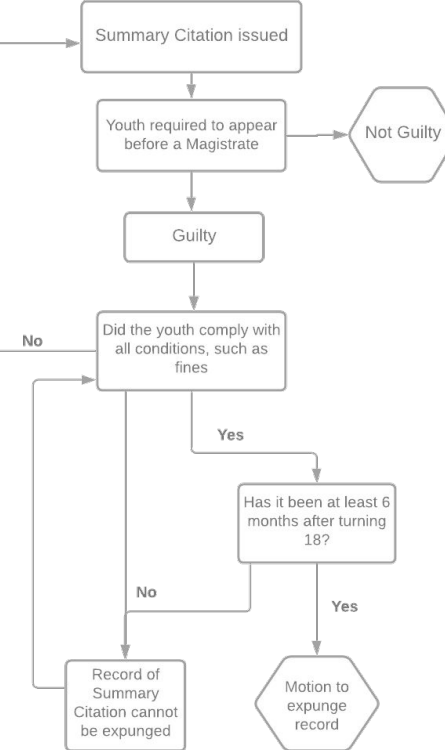 Summary Citation issued
Youth required to appear
before a Magistrate
Not Guilty
Guilty
Did the youth comply with
all conditions, such as
fines
No
Yes
Has it been at least 6
months after turning
18?
No
Yes
Record of
Summary
Citation cannot
be expunged
Motion to
expunge
record